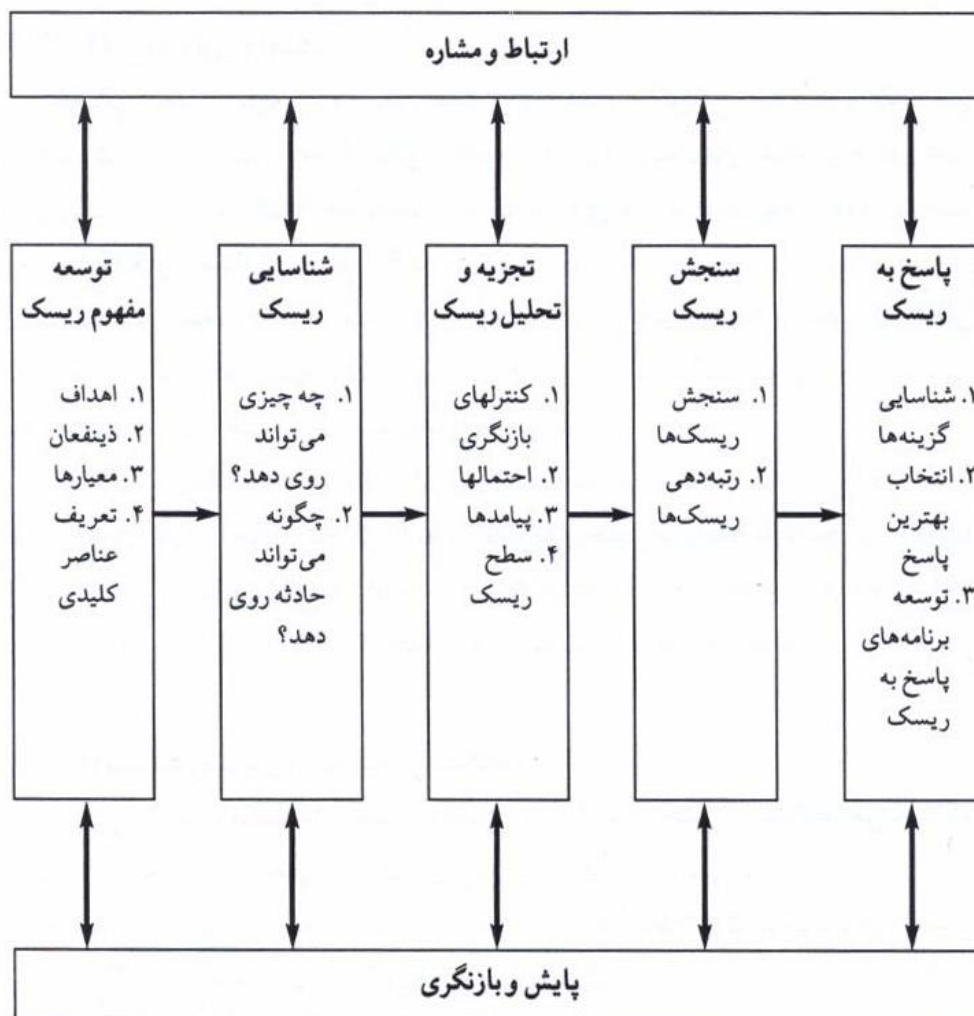 ارتباط و مشاره
توسعه
مفهوم ریسک
۱. اهداف
۲. ذینفعان
۳. معیارها
۴. تعریف
عناصر
کلیدی
شناسایی
ریسک
۱. چه چیزی
می‌تواند
روی دهد؟
۲. چگونه
می‌تواند
حادثه روی
دهد؟
تجزیه و
تحلیل ریسک
۱. کنترلهای
بازنگری
۲. احتمالها
۳. پیامدها
۴. سطح
ریسک
سنجش
ریسک
۱. سنجش
ریسک‌ها
۲. رتبه‌دهی
ریسک‌ها
پاسخ به
ریسک
۱. شناسایی
گزینه‌ها
۲. انتخاب
بهترین
پاسخ
۳. توسعه
برنامه‌های
پاسخ به
ریسک
پایش و بازنگری